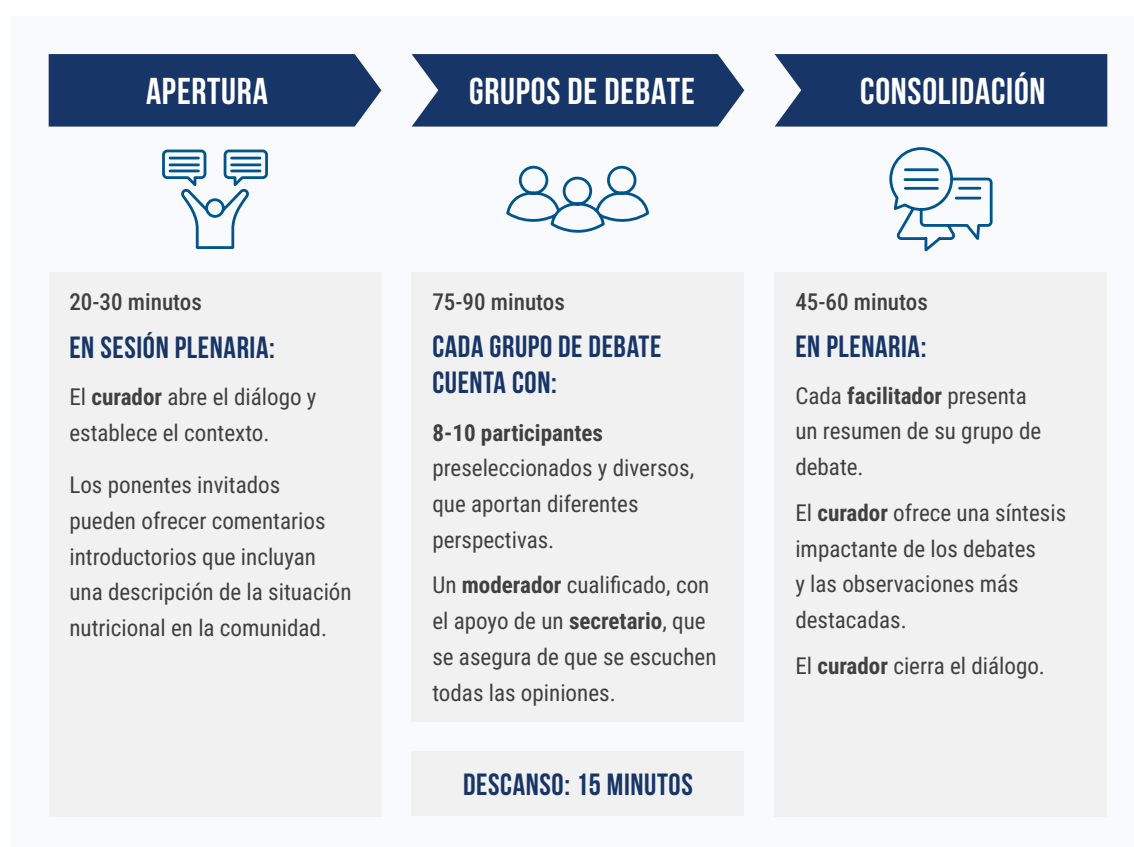 APERTURA
20-30 minutos
EN SESIÓN PLENARIA:
El curador abre el diálogo y
establece el contexto.
Los ponentes invitados
pueden ofrecer comentarios
introductorios que incluyan
una descripción de la situación
nutricional en la comunidad.
GRUPOS DE DEBATE
75-90 minutos
CADA GRUPO DE DEBATE
CUENTA CON:
8-10 participantes
preseleccionados y diversos,
que aportan diferentes
perspectivas.
Un moderador cualificado, con
el apoyo de un secretario, que
se asegura de que se escuchen
todas las opiniones.
DESCANSO: 15 MINUTOS
CONSOLIDACIÓN
45-60 minutos
EN PLENARIA:
Cada facilitador presenta
un resumen de su grupo de
debate.
El curador ofrece una síntesis
impactante de los debates
y las observaciones más
destacadas.
El curador cierra el diálogo.